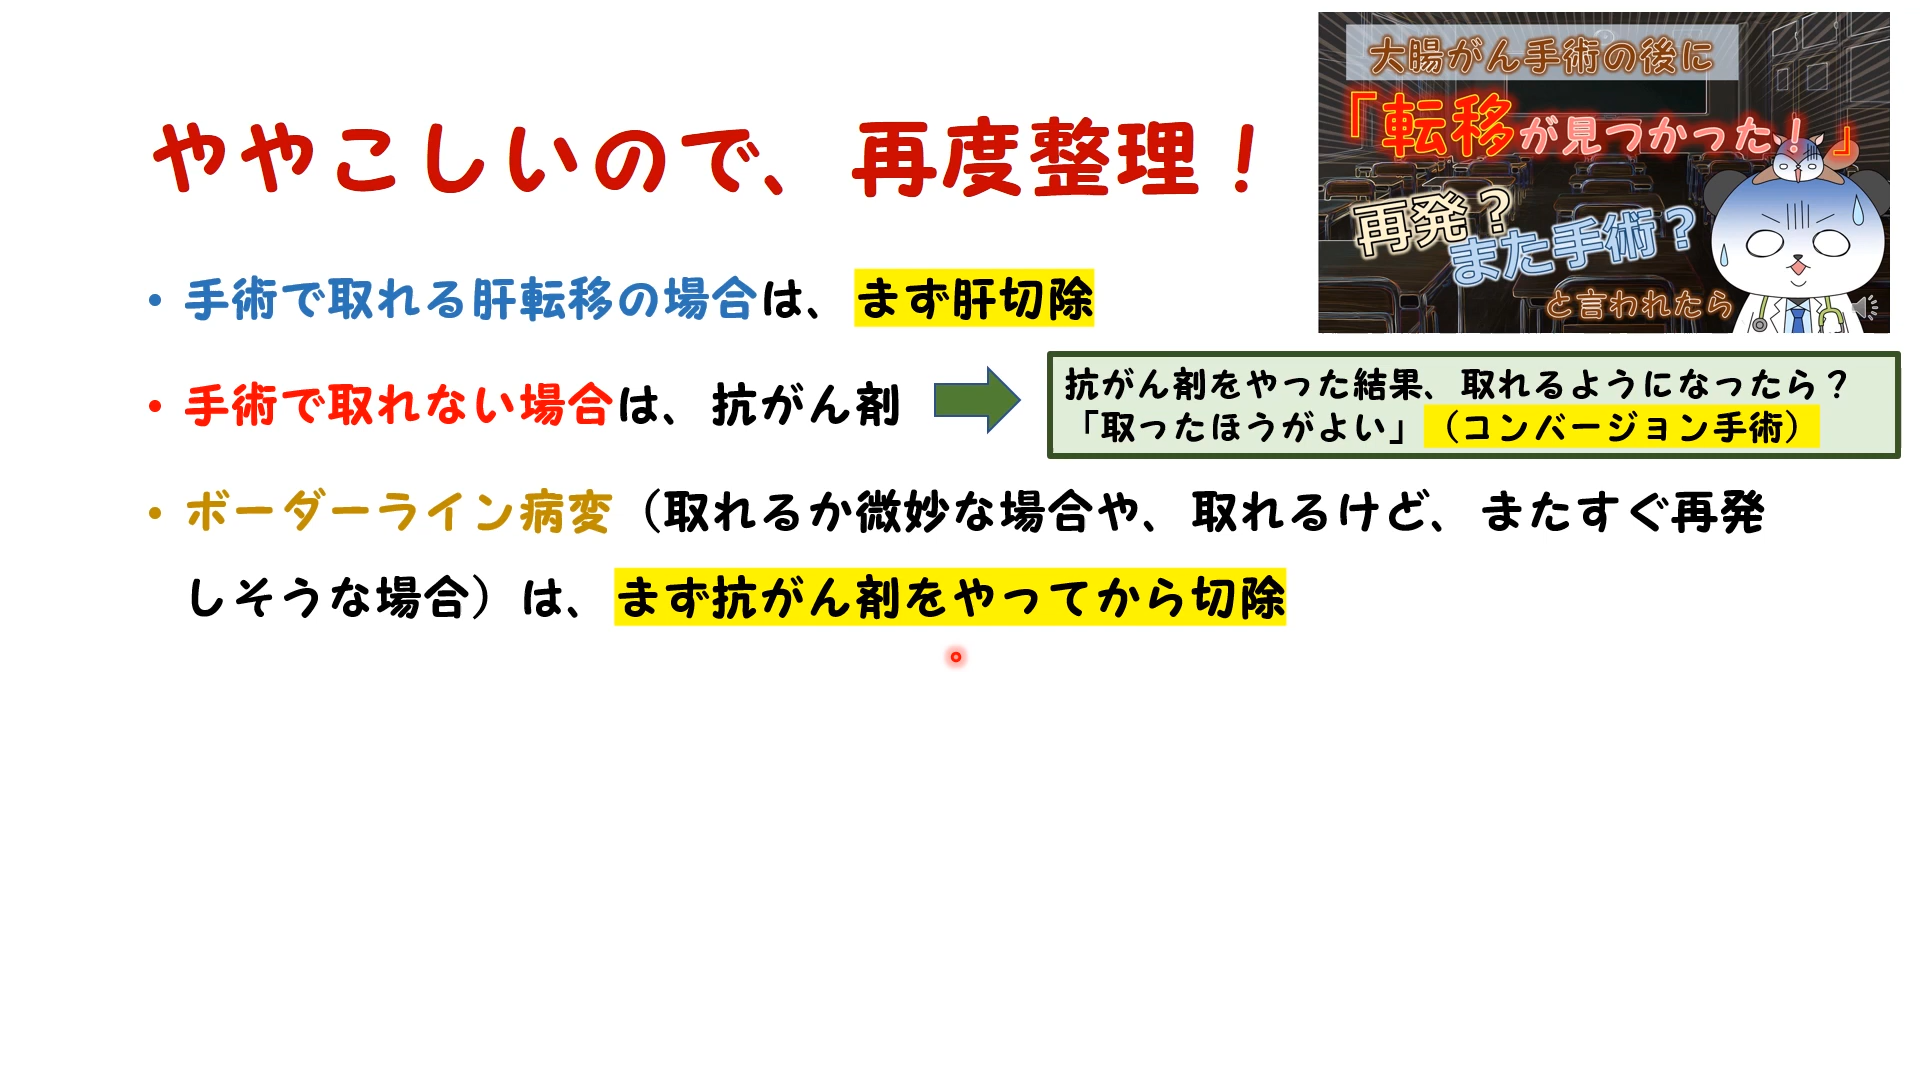 大腸がん手術の後に
「転移が見つかった！」
再発？
また手術？
と言われたら
ややこしいので、再度整理！
• 手術で取れる肝転移の場合は、まず肝切除
• 手術で取れない場合は、抗がん剤
抗がん剤をやった結果、取れるようになったら？
「取ったほうがよい」（コンバージョン手術）
• ボーダーライン病変（取れるか微妙な場合や、取れるけど、またすぐ再発
しそうな場合）は、まず抗がん剤をやってから切除